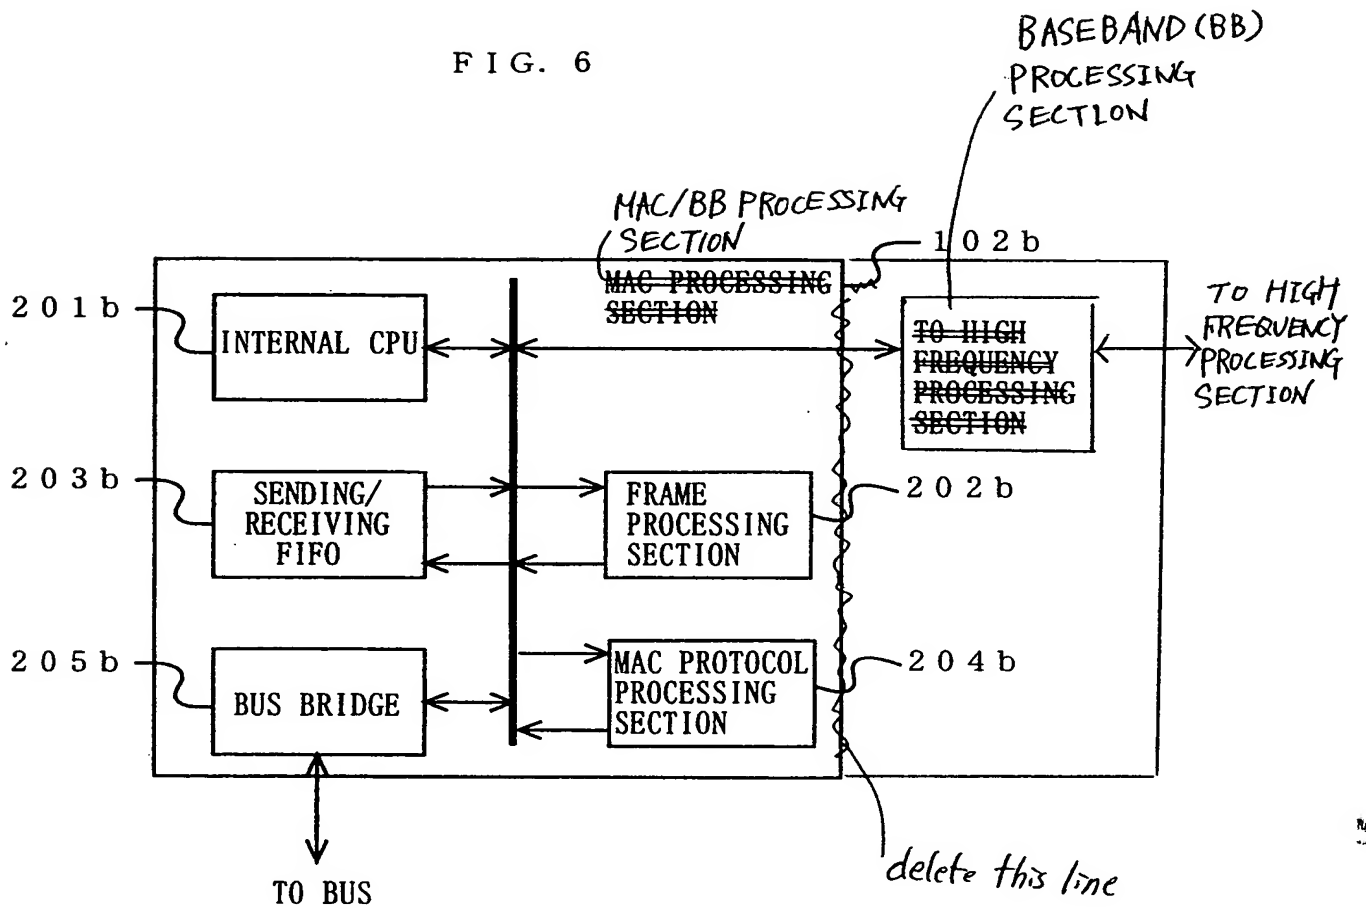 FIG. 6
BASEBAND (BB)
PROCESSING
SECTION
MAC/BB PROCESSING
SECTION
102b
MAC PROCESSING
SECTION
201b
INTERNAL CPU
TO HIGH
FREQUENCY
PROCESSING
SECTION
TO HIGH
FREQUENCY
PROCESSING
SECTION
203b
SENDING/
RECEIVING
FIFO
FRAME
PROCESSING
SECTION
202b
205b
BUS BRIDGE
MAC PROTOCOL
PROCESSING
SECTION
204b
TO BUS
delete this line